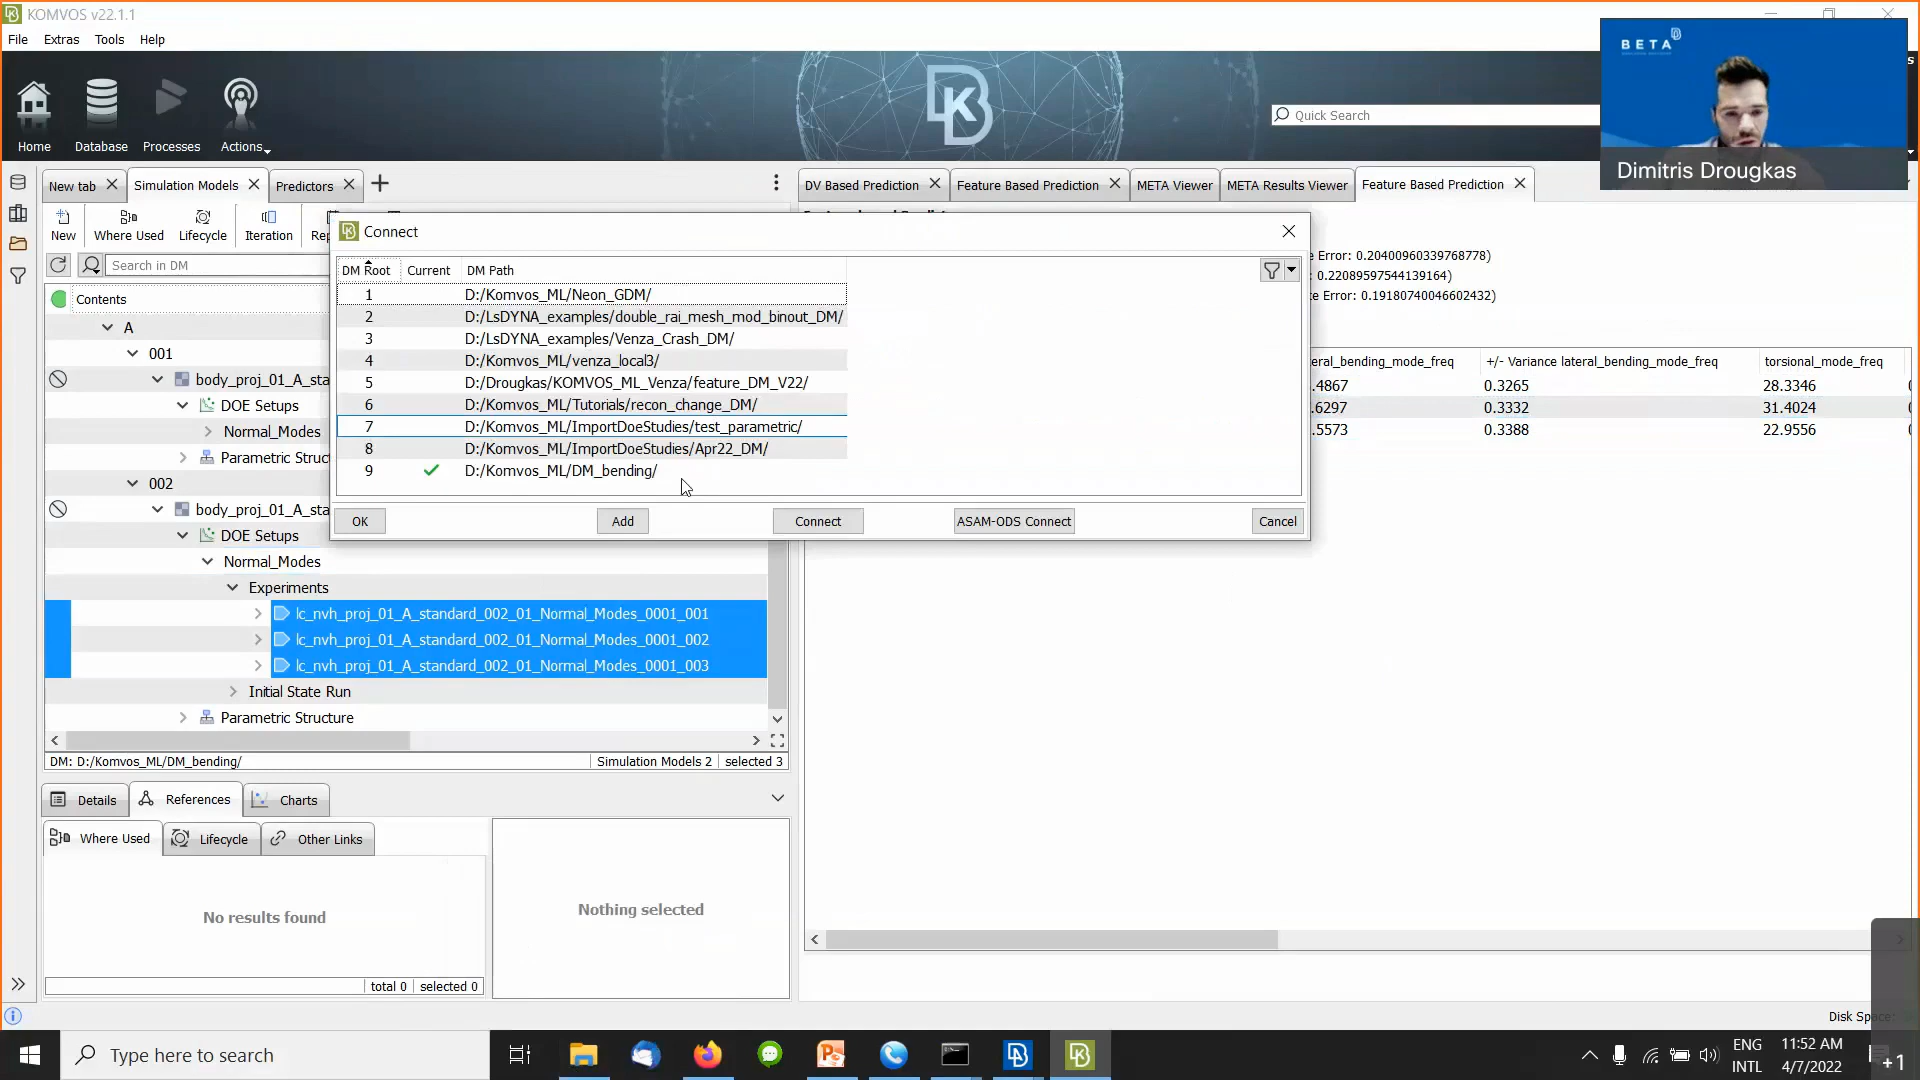 KOMVOS v22.1.1
File Extras Tools Help
BETA
Home Database Processes Actions
Quick Search
Dimitris Drougkas
New tab Simulation Models Predictors
DV Based Prediction Feature Based Prediction META Viewer META Results Viewer Feature Based Prediction
New Where Used Lifecycle Iteration
Connect
Search in DM
DM Root Current DM Path
e Error: 0.20400960339768778)
.22089597544139164)
e Error: 0.19180740046602432)
Contents
1 D:/Komvos_ML/Neon_GDM/
2 D:/LsDYNA_examples/double_rai_mesh_mod_binout_DM/
3 D:/LsDYNA_examples/Venza_Crash_DM/
4 D:/Komvos_ML/venza_local3/
5 D:/Drougkas/KOMVOS_ML_Venza/feature_DM_V22/
6 D:/Komvos_ML/Tutorials/recon_change_DM/
7 D:/Komvos_ML/ImportDoeStudies/test_parametric/
8 D:/Komvos_ML/ImportDoeStudies/Apr22_DM/
9 D:/Komvos_ML/DM_bending/
OK Add Connect ASAM-ODS Connect Cancel
eral_bending_mode_freq +/- Variance lateral_bending_mode_freq torsional_mode_freq
.4867 0.3265 28.3346
.6297 0.3332 31.4024
.5573 0.3388 22.9556
A
001
body_proj_01_A_sta
DOE Setups
Normal_Modes
Parametric Struct
002
body_proj_01_A_sta
DOE Setups
Normal_Modes
Experiments
lc_nvh_proj_01_A_standard_002_01_Normal_Modes_0001_001
lc_nvh_proj_01_A_standard_002_01_Normal_Modes_0001_002
lc_nvh_proj_01_A_standard_002_01_Normal_Modes_0001_003
Initial State Run
Parametric Structure
DM: D:/Komvos_ML/DM_bending/ Simulation Models 2 selected 3
Details References Charts
Where Used Lifecycle Other Links
No results found
Nothing selected
total 0 selected 0
Disk Space:
Type here to search
ENG
INTL
11:52 AM
4/7/2022
+1